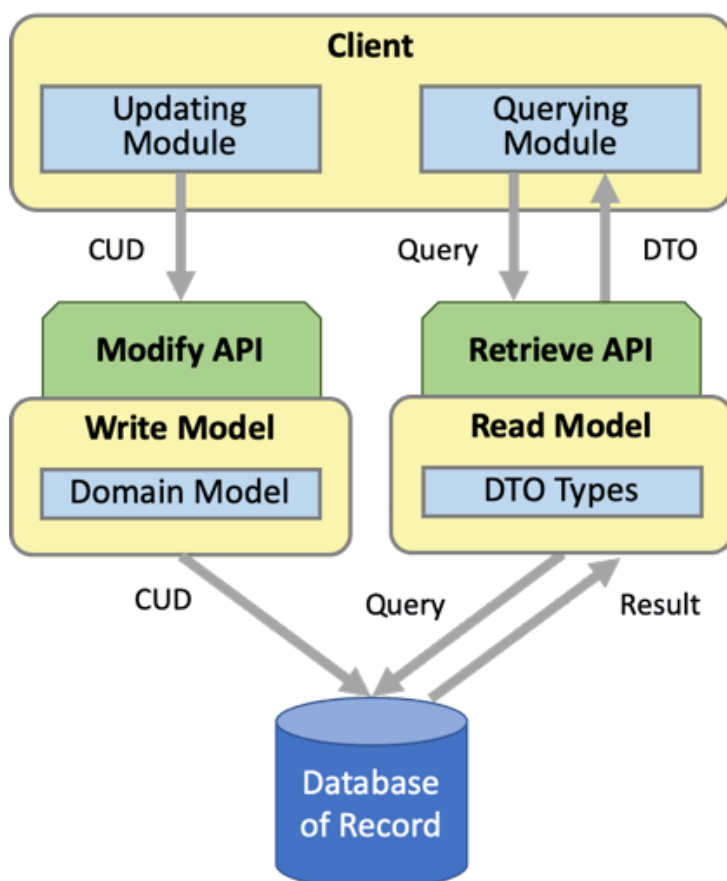 Client
Updating
Module
Querying
Module
CUD
Query
DTO
Modify API
Retrieve API
Write Model
Read Model
Domain Model
DTO Types
CUD
Query
Result
Database
of Record